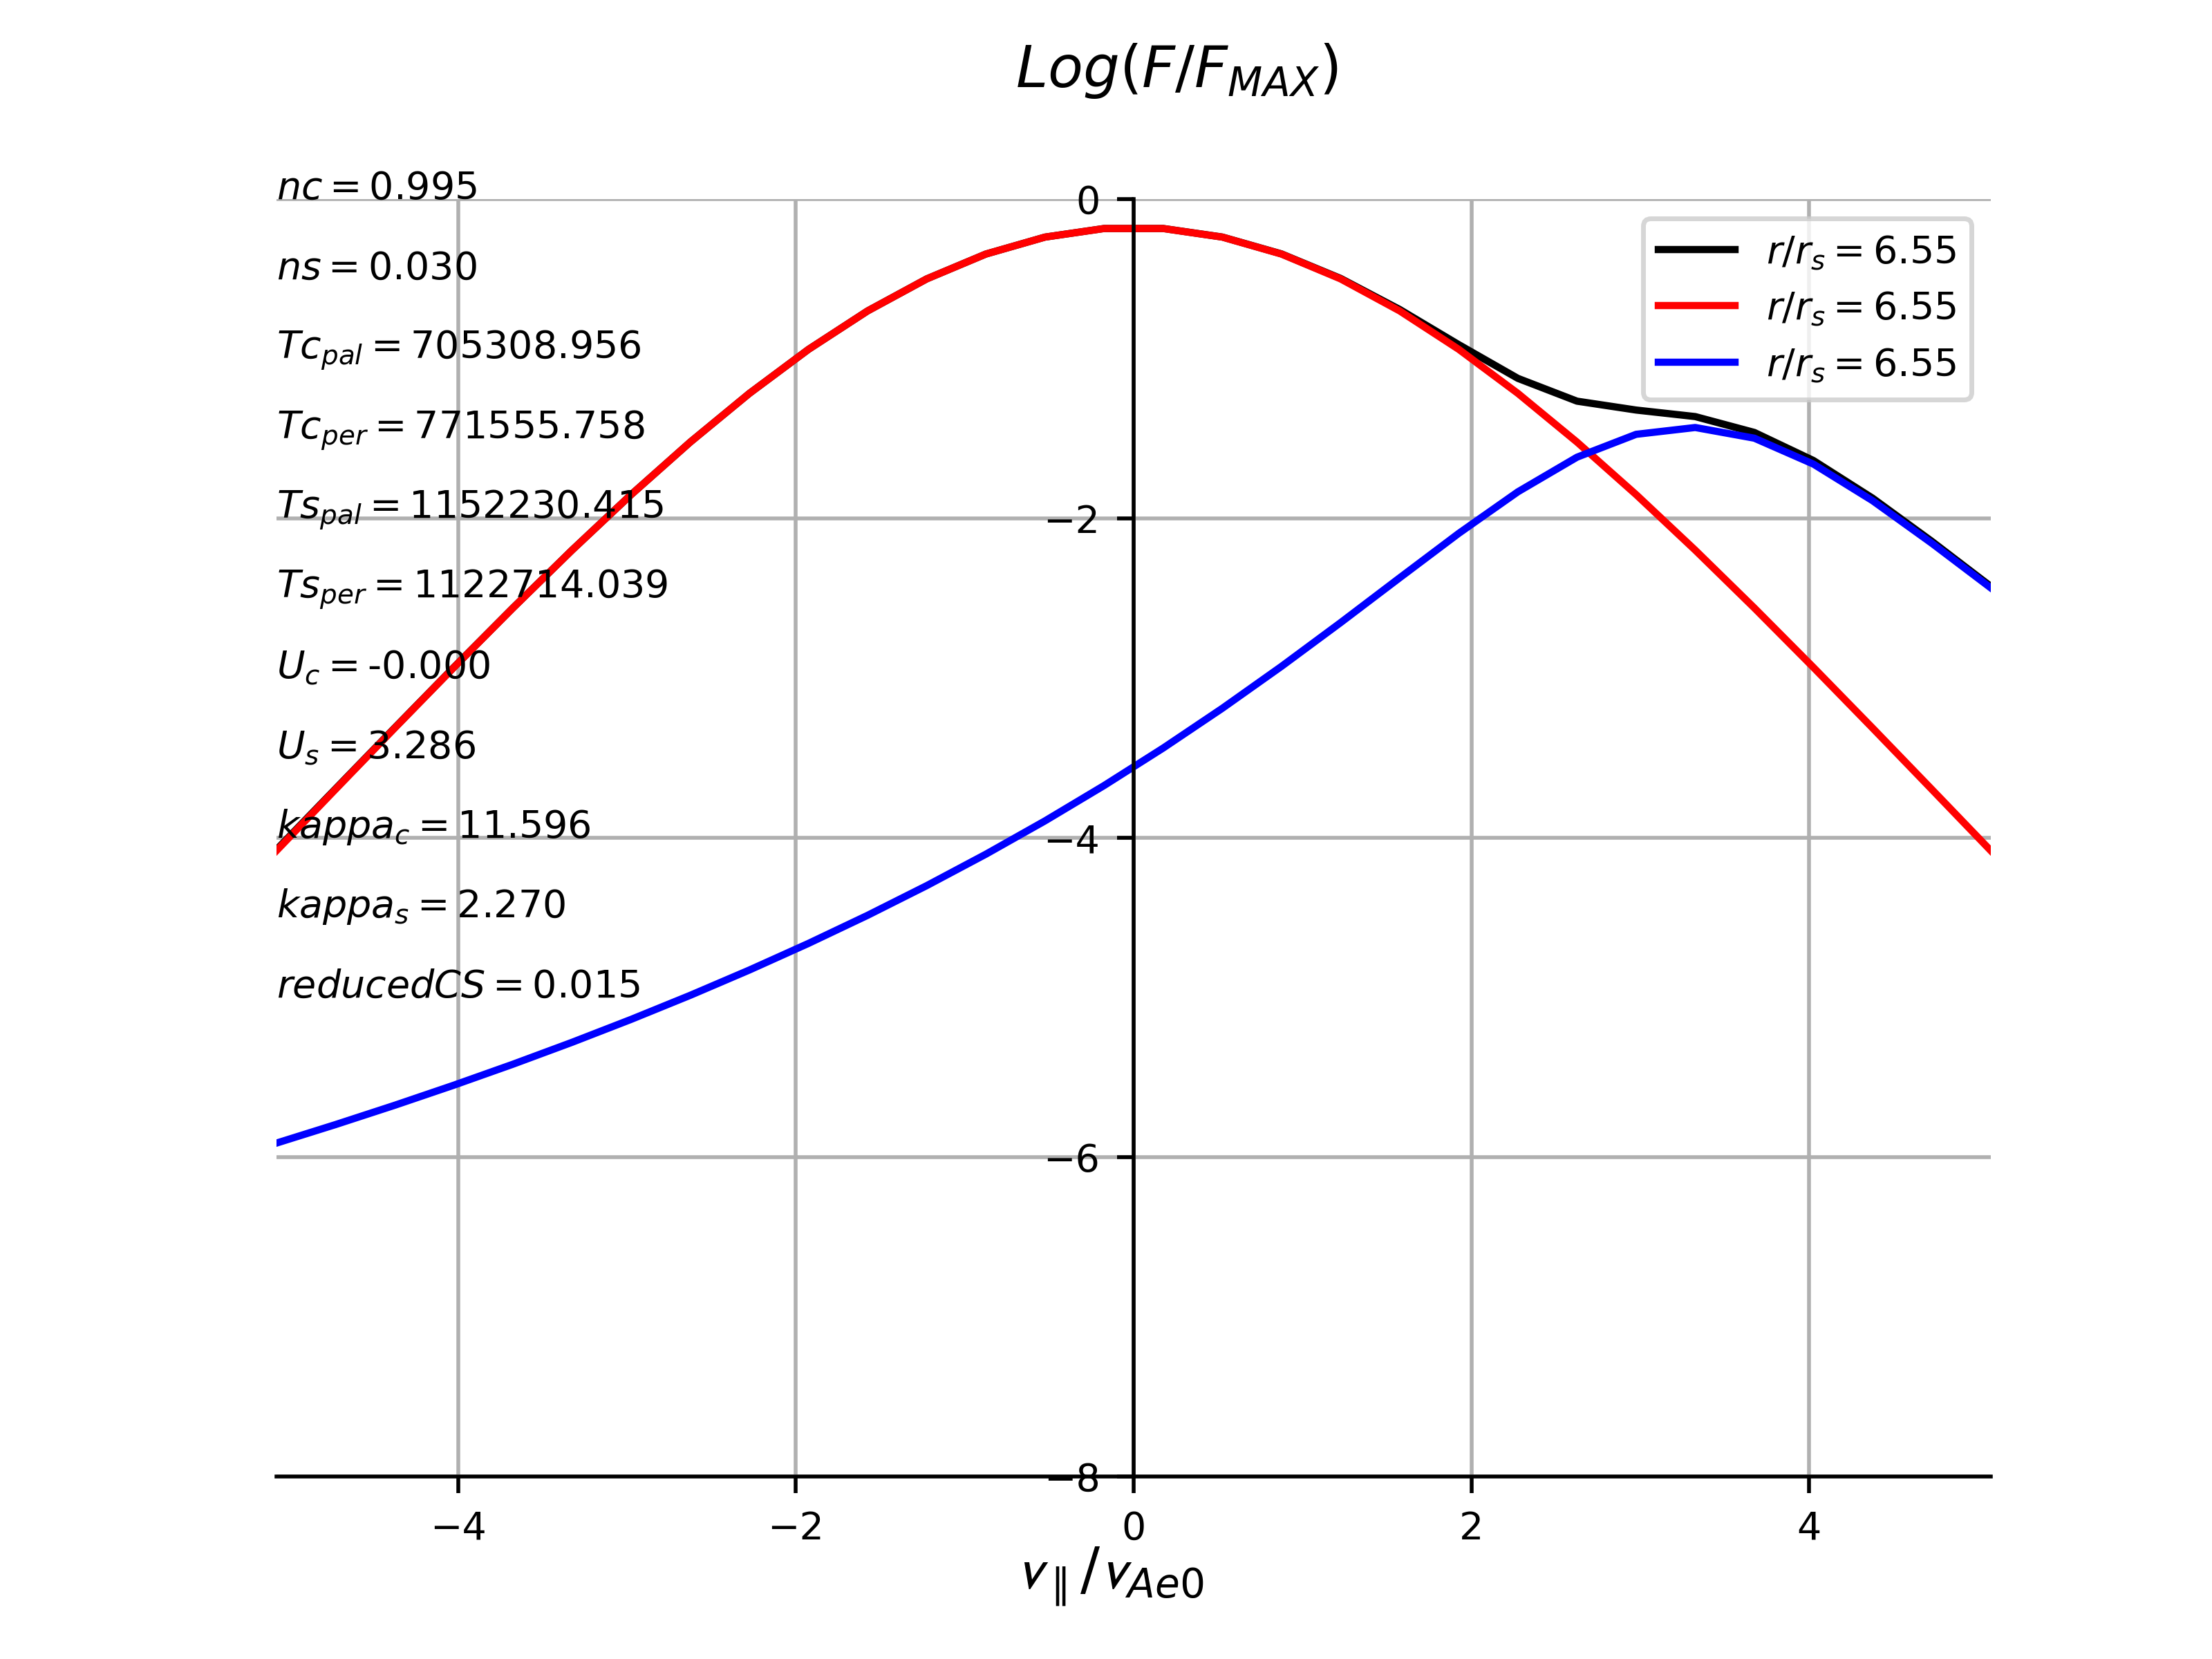 Log(F/F_MAX)
nc = 0.995
0
r/r_s = 6.55
r/r_s = 6.55
r/r_s = 6.55
ns = 0.030
Tc_pal = 705308.956
Tc_per = 771555.758
Ts_pal = 1152230.415
−2
Ts_per = 1122714.039
U_c = -0.000
U_s = 3.286
kappa_c = 11.596
−4
kappa_s = 2.270
reducedCS = 0.015
−6
−8
−4 −2 0 2 4
v_∥/v_Ae0